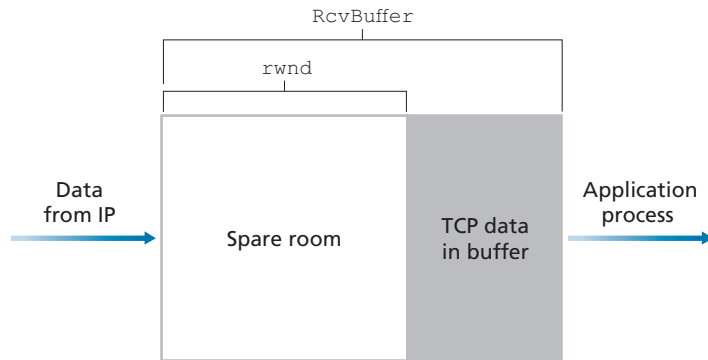 RcvBuffer
rwnd
Data
from IP
Spare room
TCP data
in buffer
Application
process